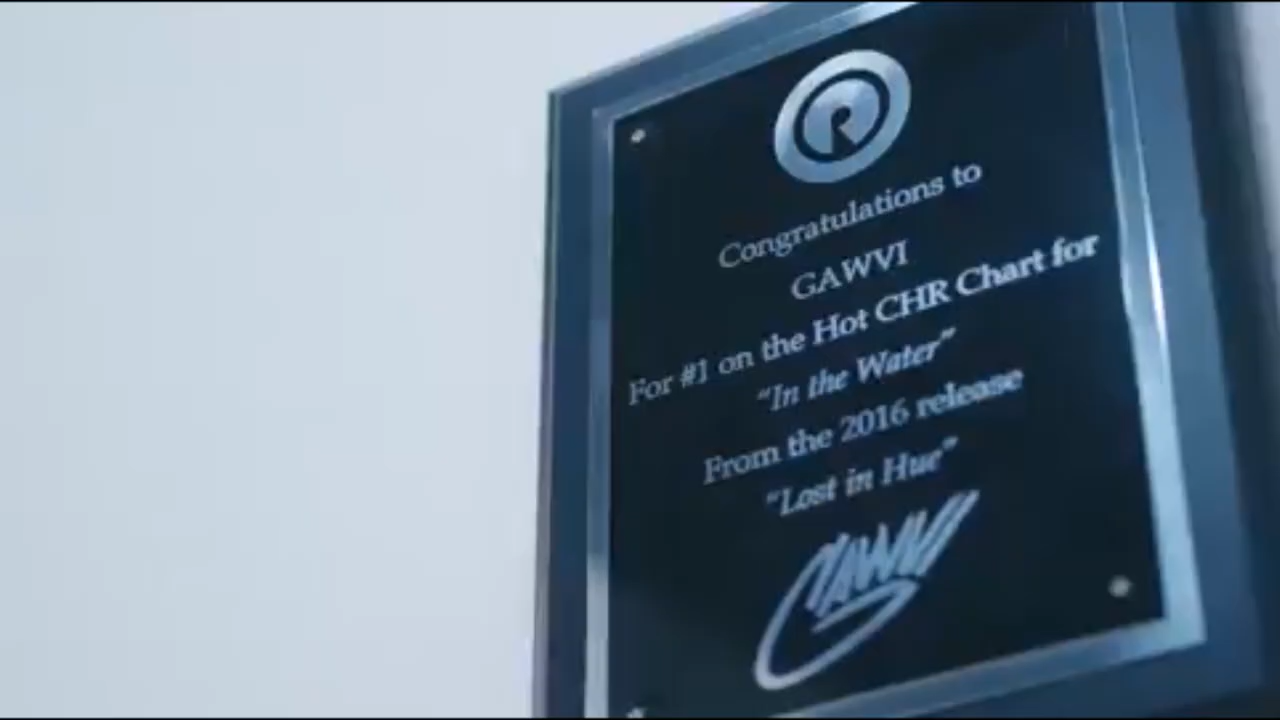 R
Congratulations to
GAWVI
For #1 on the Hot CHR Chart for
“In the Water”
From the 2016 release
“Lost in Hue”
GAWVI